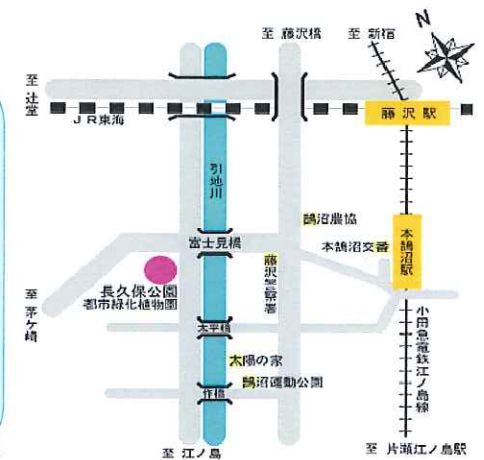 至 藤沢橋
至 新宿
N
至 辻堂
JR東海
藤沢駅
引地川
鵠沼農協
本鵠沼交番
本鵠沼駅
富士見橋
藤沢警察署
長久保公園
都市緑化植物園
至 茅ケ崎
太平橋
小田急電鉄江ノ島線
太陽の家
鵠沼運動公園
作橋
至 江ノ島
至 片瀬江ノ島駅